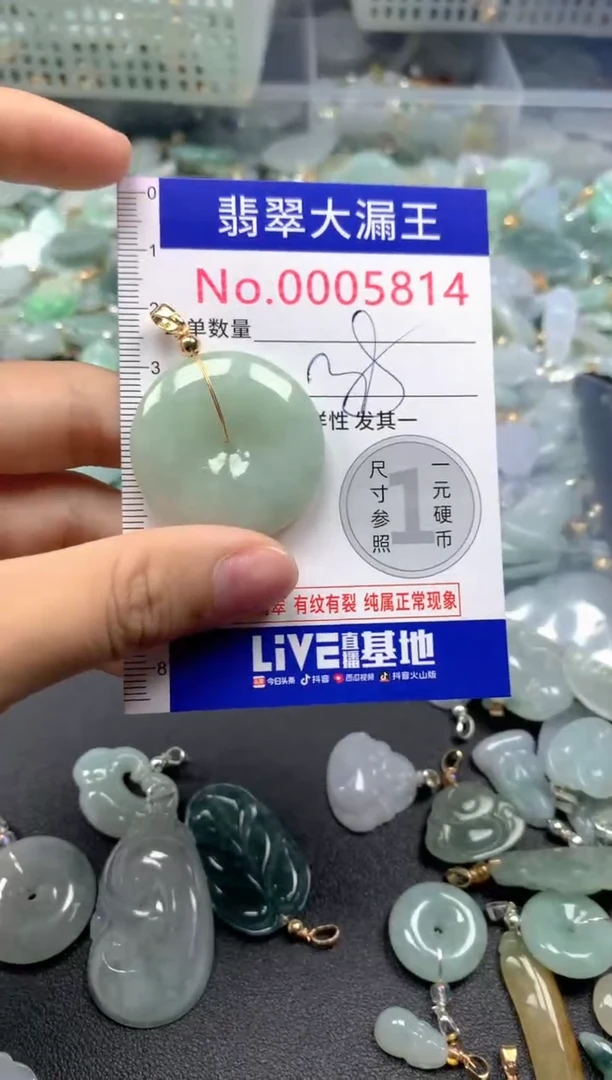 翡翠大漏王
No.0005814
单数量
样性 发其一
尺寸参照
1
一元硬币
翠 有纹有裂 纯属正常现象
LiVE直播基地
今日头条 抖音 西瓜视频 抖音火山版
0
1
2
3
8